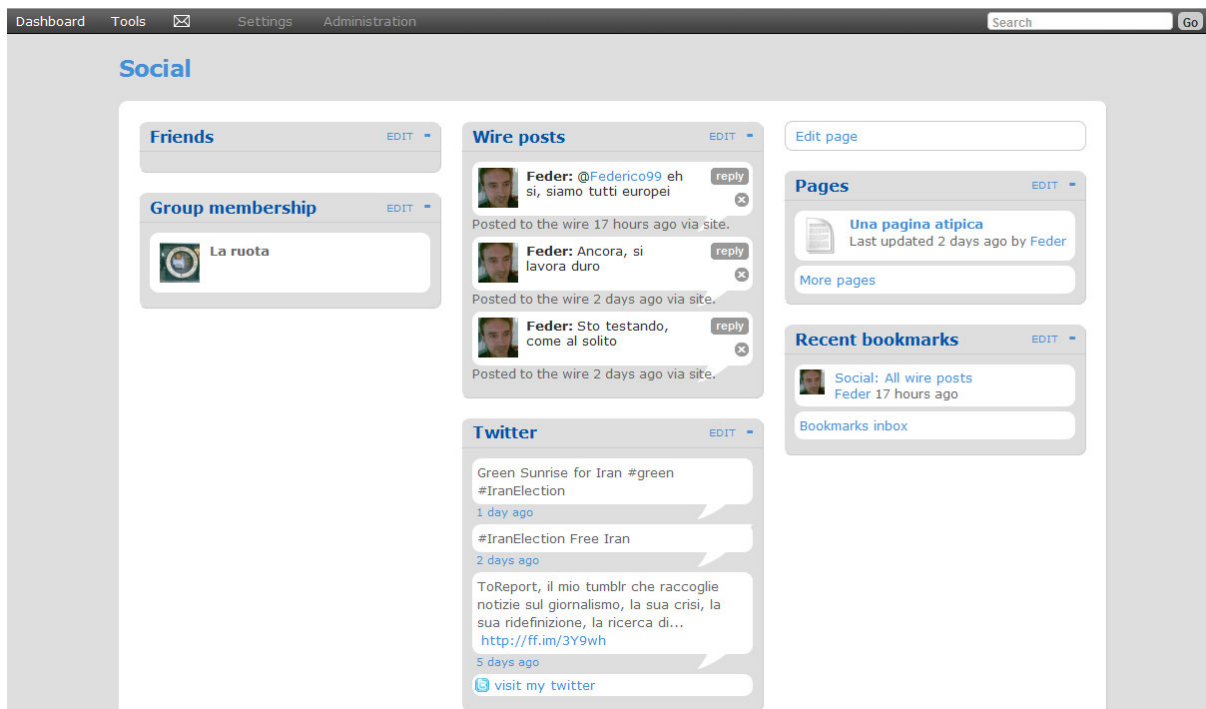 Dashboard Tools Settings Administration Search Go
Social
Friends EDIT -
Group membership EDIT -
La ruota
Wire posts EDIT -
Feder: @Federico99 eh reply
si, siamo tutti europei
Posted to the wire 17 hours ago via site.
Feder: Ancora, si reply
lavora duro
Posted to the wire 2 days ago via site.
Feder: Sto testando, reply
come al solito
Posted to the wire 2 days ago via site.
Twitter EDIT -
Green Sunrise for Iran #green
#IranElection
1 day ago
#IranElection Free Iran
2 days ago
ToReport, il mio tumblr che raccoglie
notizie sul giornalismo, la sua crisi, la
sua ridefinizione, la ricerca di...
http://ff.im/3Y9wh
5 days ago
visit my twitter
Edit page
Pages EDIT -
Una pagina atipica
Last updated 2 days ago by Feder
More pages
Recent bookmarks EDIT -
Social: All wire posts
Feder 17 hours ago
Bookmarks inbox